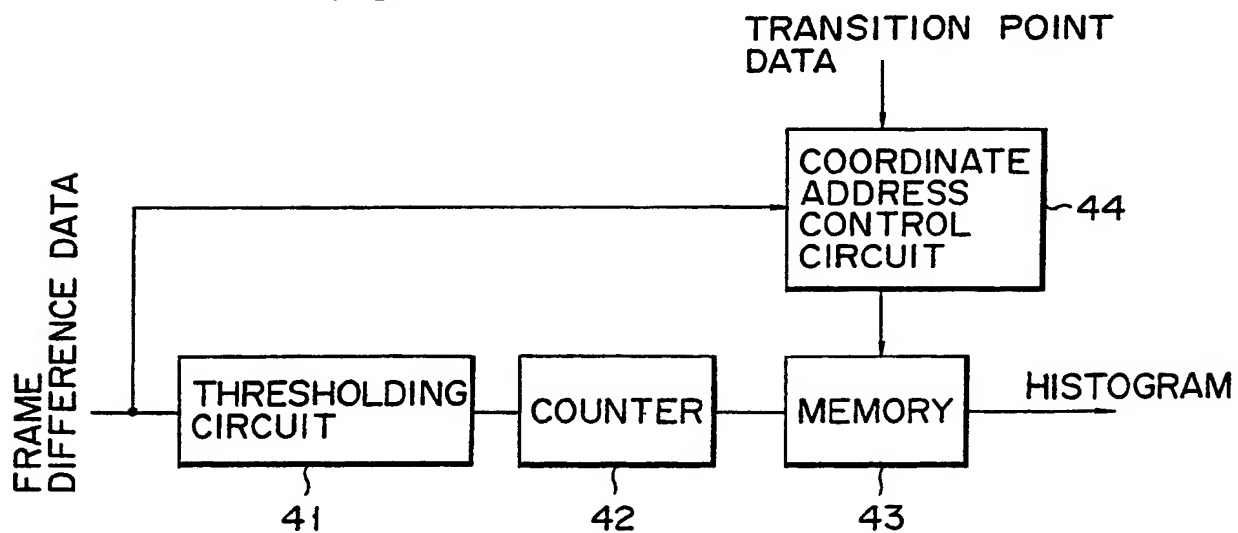 TRANSITION POINT
DATA
COORDINATE
ADDRESS
CONTROL
CIRCUIT
44
FRAME
DIFFERENCE DATA
THRESHOLDING
CIRCUIT
COUNTER
MEMORY
HISTOGRAM
41
42
43